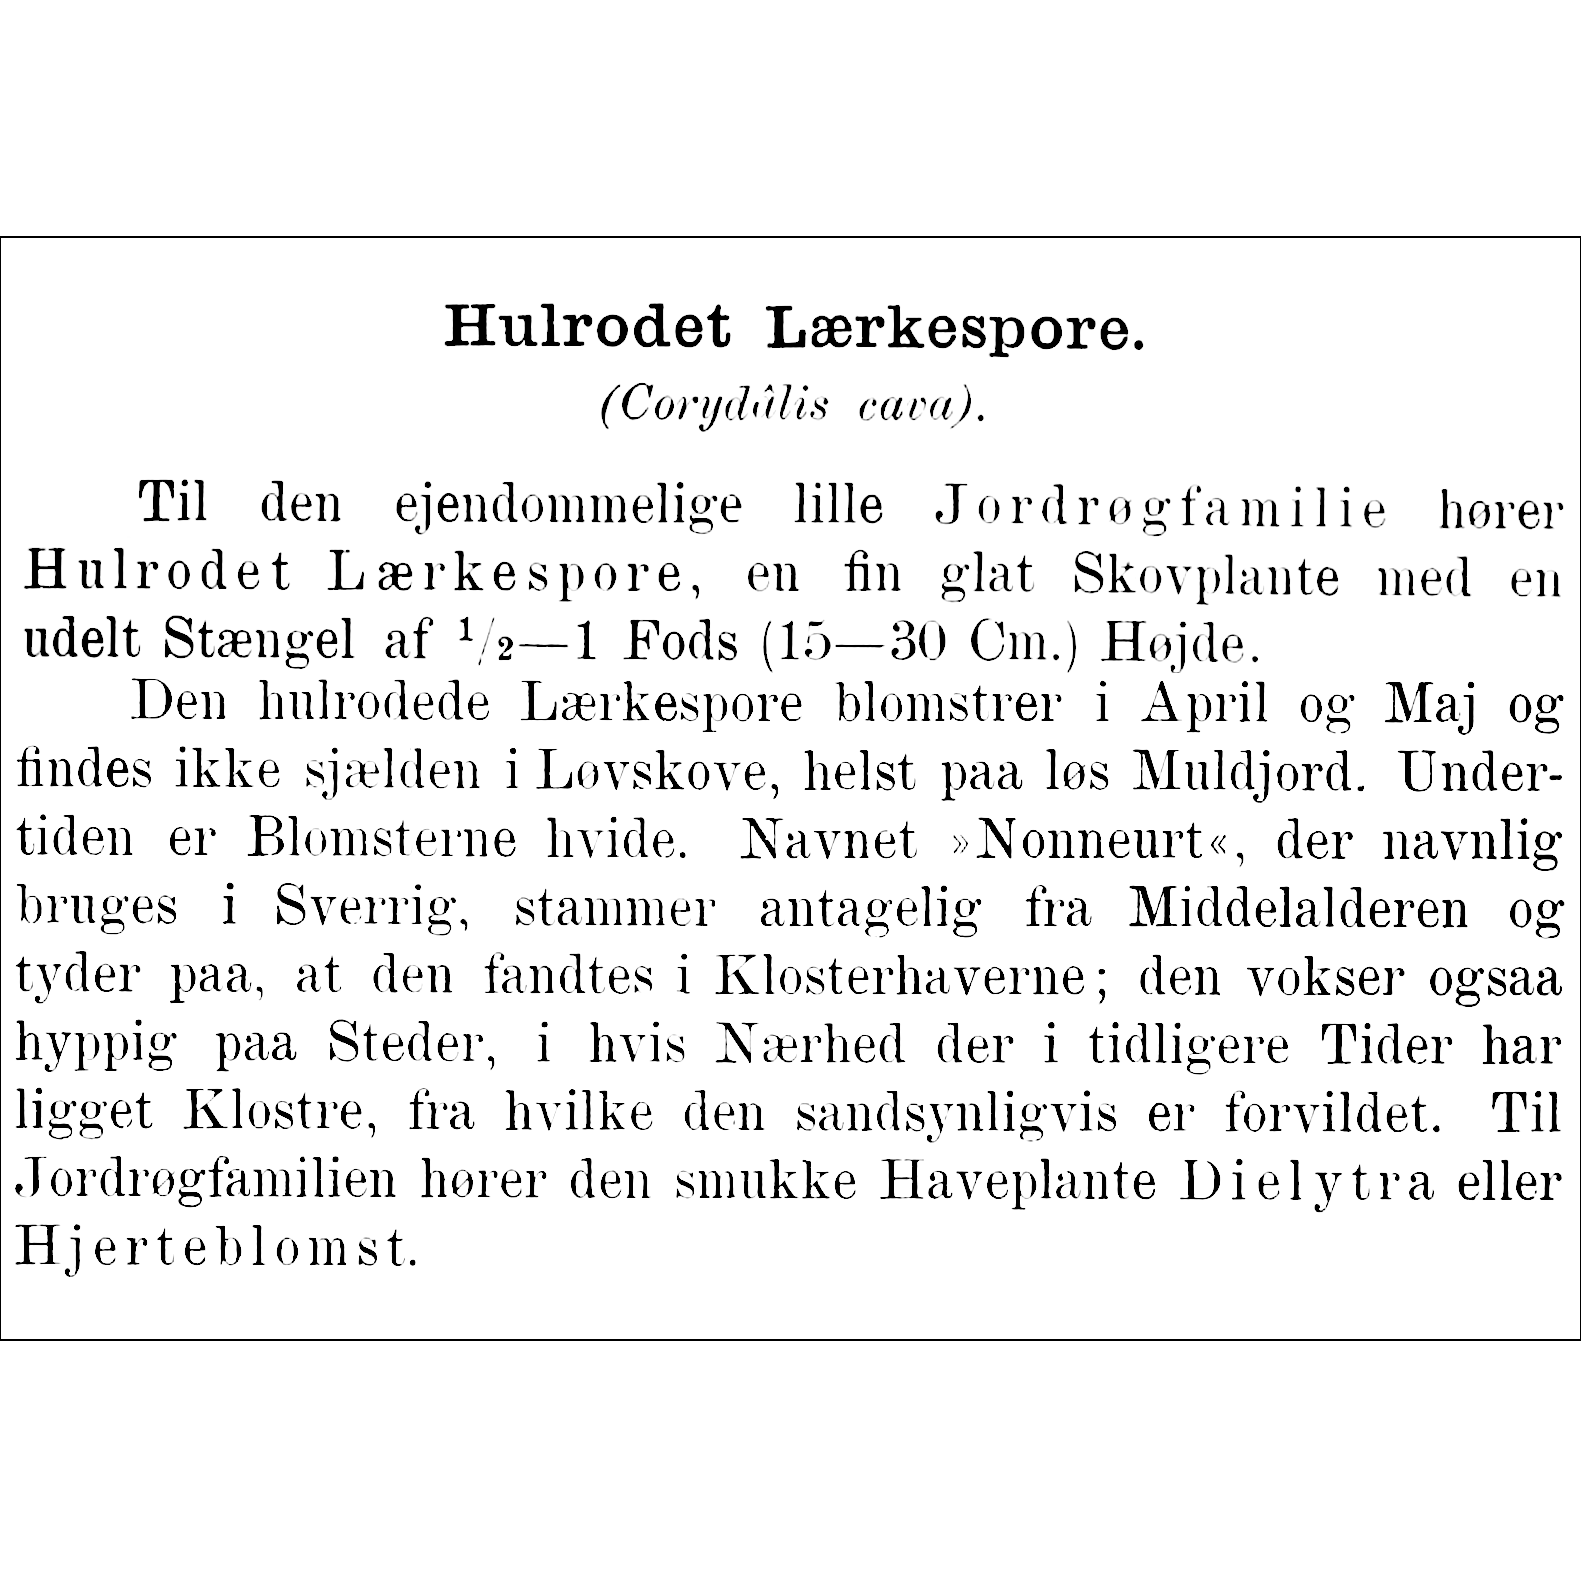 Hulrodet Lærkespore.
(Corydâlis cava).
Til den ejendommelige lille Jordrøgfamilie hører
Hulrodet Lærkespore, en fin glat Skovplante med en
udelt Stængel af 1/2—1 Fods (15—30 Cm.) Højde.
Den hulrodede Lærkespore blomstrer i April og Maj og
findes ikke sjælden i Løvskove, helst paa løs Muldjord. Under-
tiden er Blomsterne hvide. Navnet »Nonneurt«, der navnlig
bruges i Sverrig, stammer antagelig fra Middelalderen og
tyder paa, at den fandtes i Klosterhaverne; den vokser ogsaa
hyppig paa Steder, i hvis Nærhed der i tidligere Tider har
ligget Klostre, fra hvilke den sandsynligvis er forvildet. Til
Jordrøgfamilien hører den smukke Haveplante Dielytra eller
Hjerteblomst.